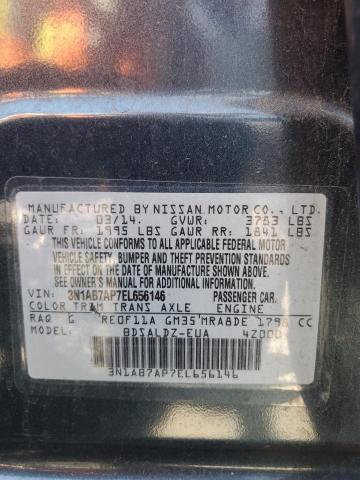 MANUFACTURED BY NISSAN MOTOR CO., LTD.
DATE: 03/14. GVWR: 3763 LBS
GAWR FR: 1995 LBS GAWR RR: 1841 LBS
THIS VEHICLE CONFORMS TO ALL APPLICABLE FEDERAL MOTOR
VEHICLE SAFETY, BUMPER AND THEFT PREVENTION STANDARDS
IN EFFECT ON THE DATE OF MANUFACTURE SHOWN ABOVE.
SEE OWNER'S MANUAL FOR ADDITIONAL INFORMATION.
VIN: 3N1AB7AP7EL656146 PASSENGER CAR.
COLOR TRIM TRANS AXLE ENGINE
RAQ G RE0F11A GM35 MRA8DE 1798 CC
MODEL BDSALDZ-EUA 4Z000
3N1AB7AP7EL656146